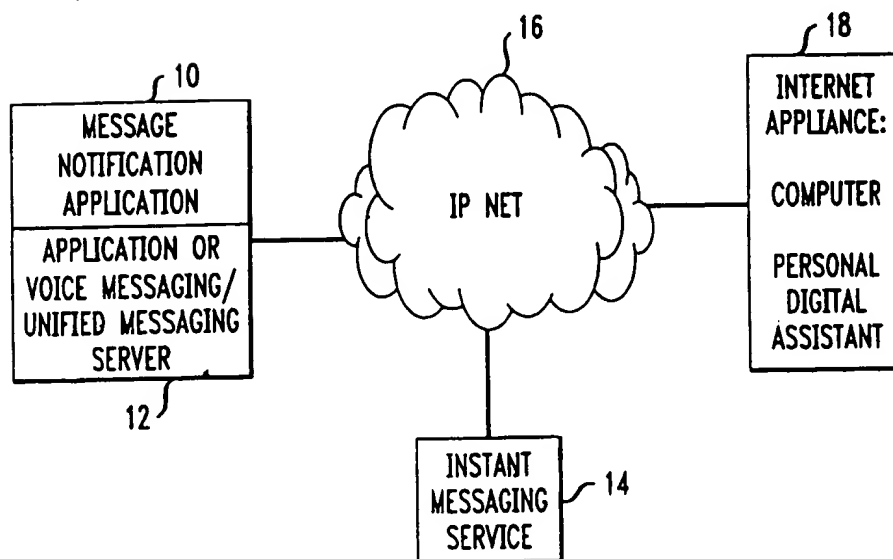 10
MESSAGE
NOTIFICATION
APPLICATION
APPLICATION OR
VOICE MESSAGING/
UNIFIED MESSAGING
SERVER
12
16
IP NET
18
INTERNET
APPLIANCE:
COMPUTER
PERSONAL
DIGITAL
ASSISTANT
INSTANT
MESSAGING
SERVICE
14